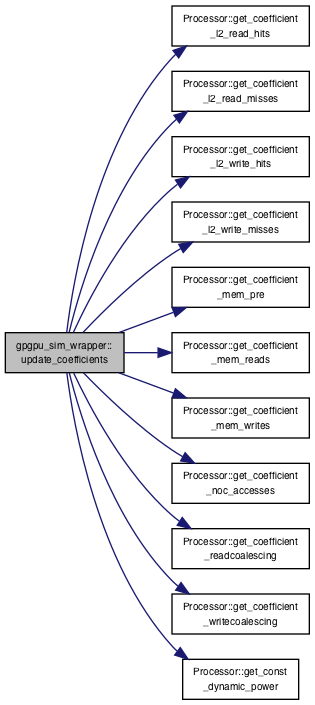 Processor::get_coefficient
_l2_read_hits
Processor::get_coefficient
_l2_read_misses
Processor::get_coefficient
_l2_write_hits
Processor::get_coefficient
_l2_write_misses
Processor::get_coefficient
_mem_pre
gpgpu_sim_wrapper::
update_coefficients
Processor::get_coefficient
_mem_reads
Processor::get_coefficient
_mem_writes
Processor::get_coefficient
_noc_accesses
Processor::get_coefficient
_readcoalescing
Processor::get_coefficient
_writecoalescing
Processor::get_const
_dynamic_power